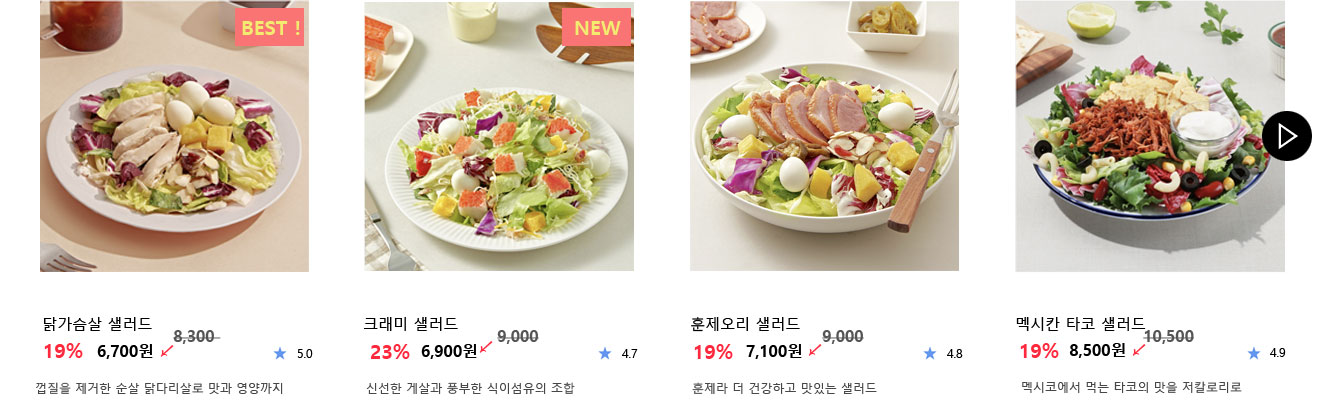 BEST !
NEW
닭가슴살 샐러드
8,300
19% 6,700원
5.0
껍질을 제거한 순살 닭다리살로 맛과 영양까지
크래미 샐러드
9,000
23% 6,900원
4.7
신선한 게살과 풍부한 식이섬유의 조합
훈제오리 샐러드
9,000
19% 7,100원
4.8
훈제라 더 건강하고 맛있는 샐러드
멕시칸 타코 샐러드
10,500
19% 8,500원
4.9
멕시코에서 먹는 타코의 맛을 저칼로리로